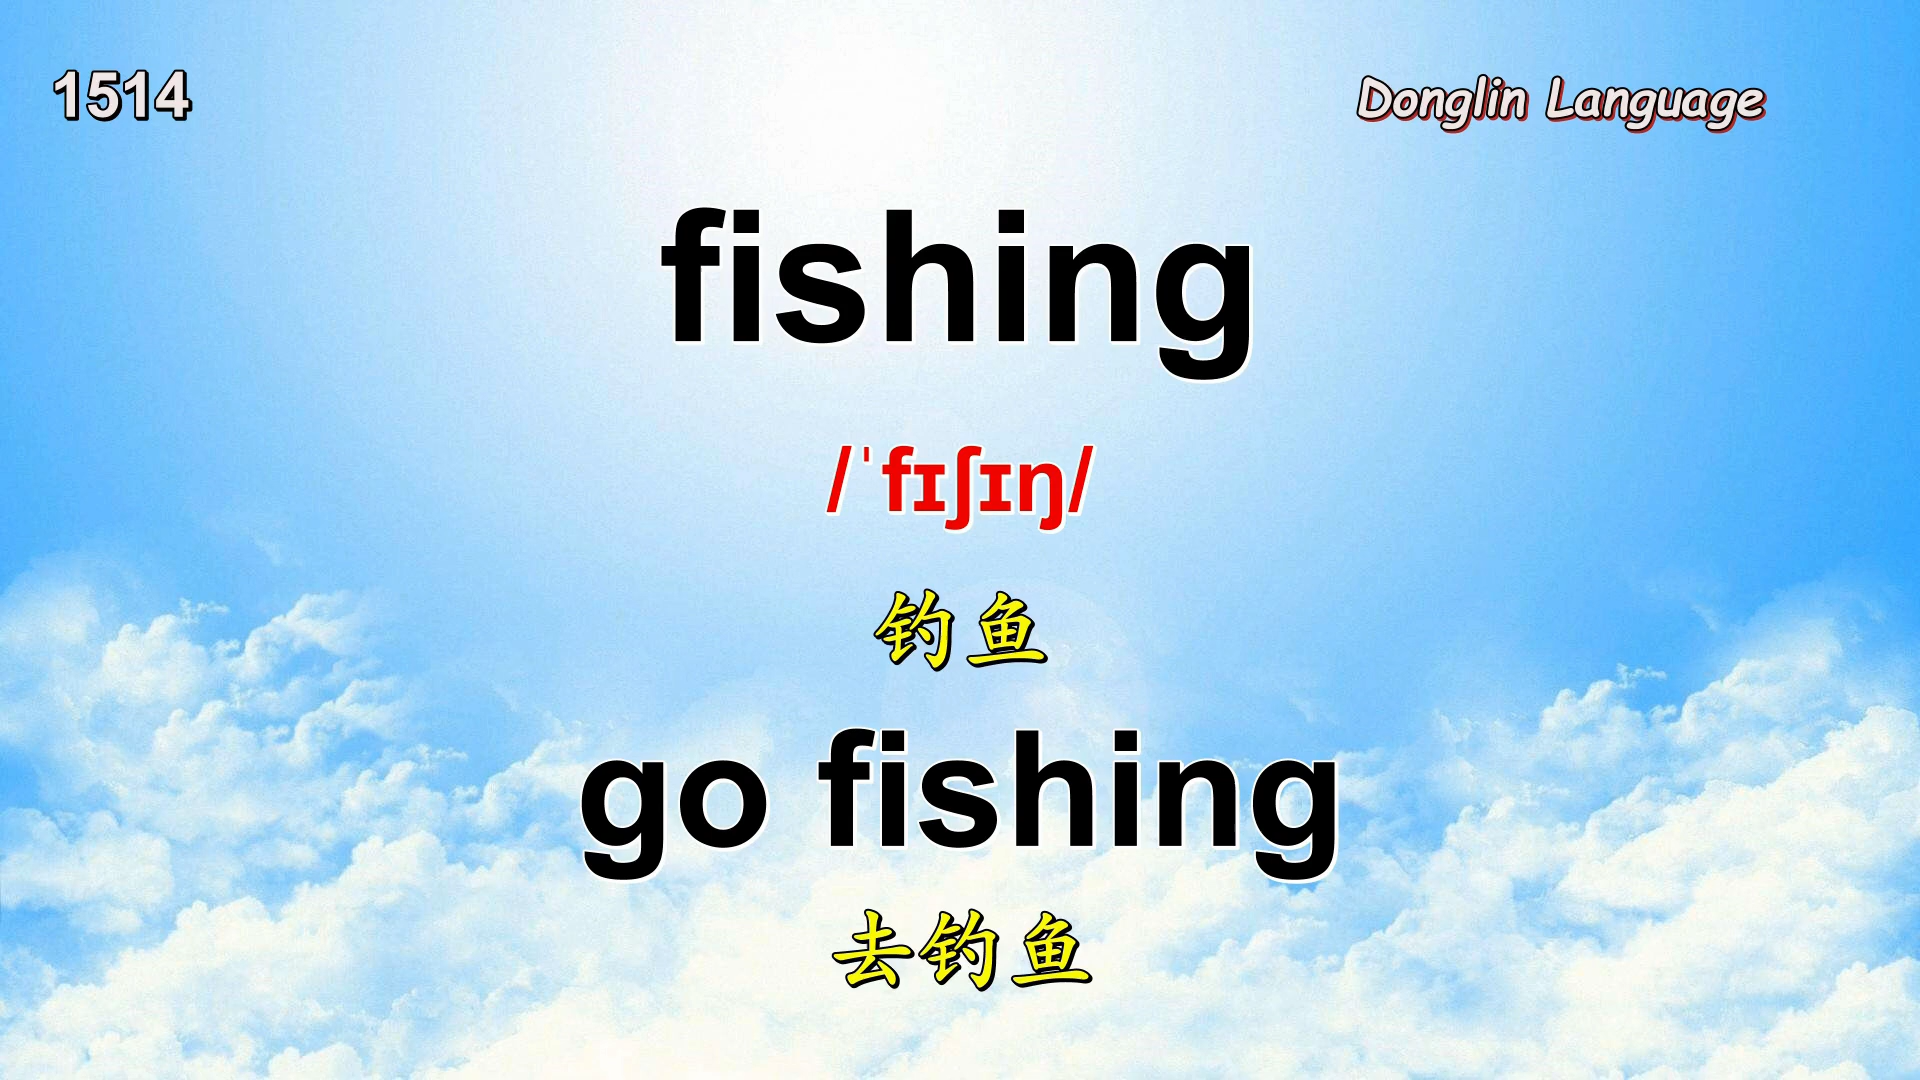 1514
Donglin Language
fishing
/ˈfɪʃɪŋ/
钓鱼
go fishing
去钓鱼